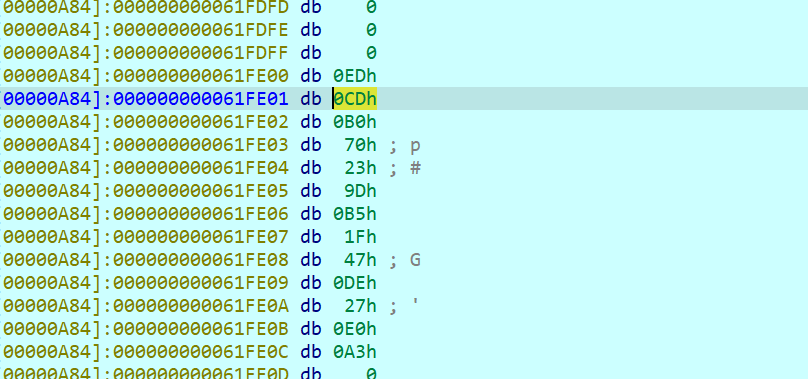 00000A84]:000000000061FDFD db 0
00000A84]:000000000061FDFE db 0
00000A84]:000000000061FDFF db 0
00000A84]:000000000061FE00 db 0EDh
00000A84]:000000000061FE01 db 0CDh
00000A84]:000000000061FE02 db 0B0h
00000A84]:000000000061FE03 db 70h ; p
00000A84]:000000000061FE04 db 23h ; #
00000A84]:000000000061FE05 db 9Dh
00000A84]:000000000061FE06 db 0B5h
00000A84]:000000000061FE07 db 1Fh
00000A84]:000000000061FE08 db 47h ; G
00000A84]:000000000061FE09 db 0DEh
00000A84]:000000000061FE0A db 27h ; '
00000A84]:000000000061FE0B db 0E0h
00000A84]:000000000061FE0C db 0A3h
00000A84]:000000000061FE0D db 0